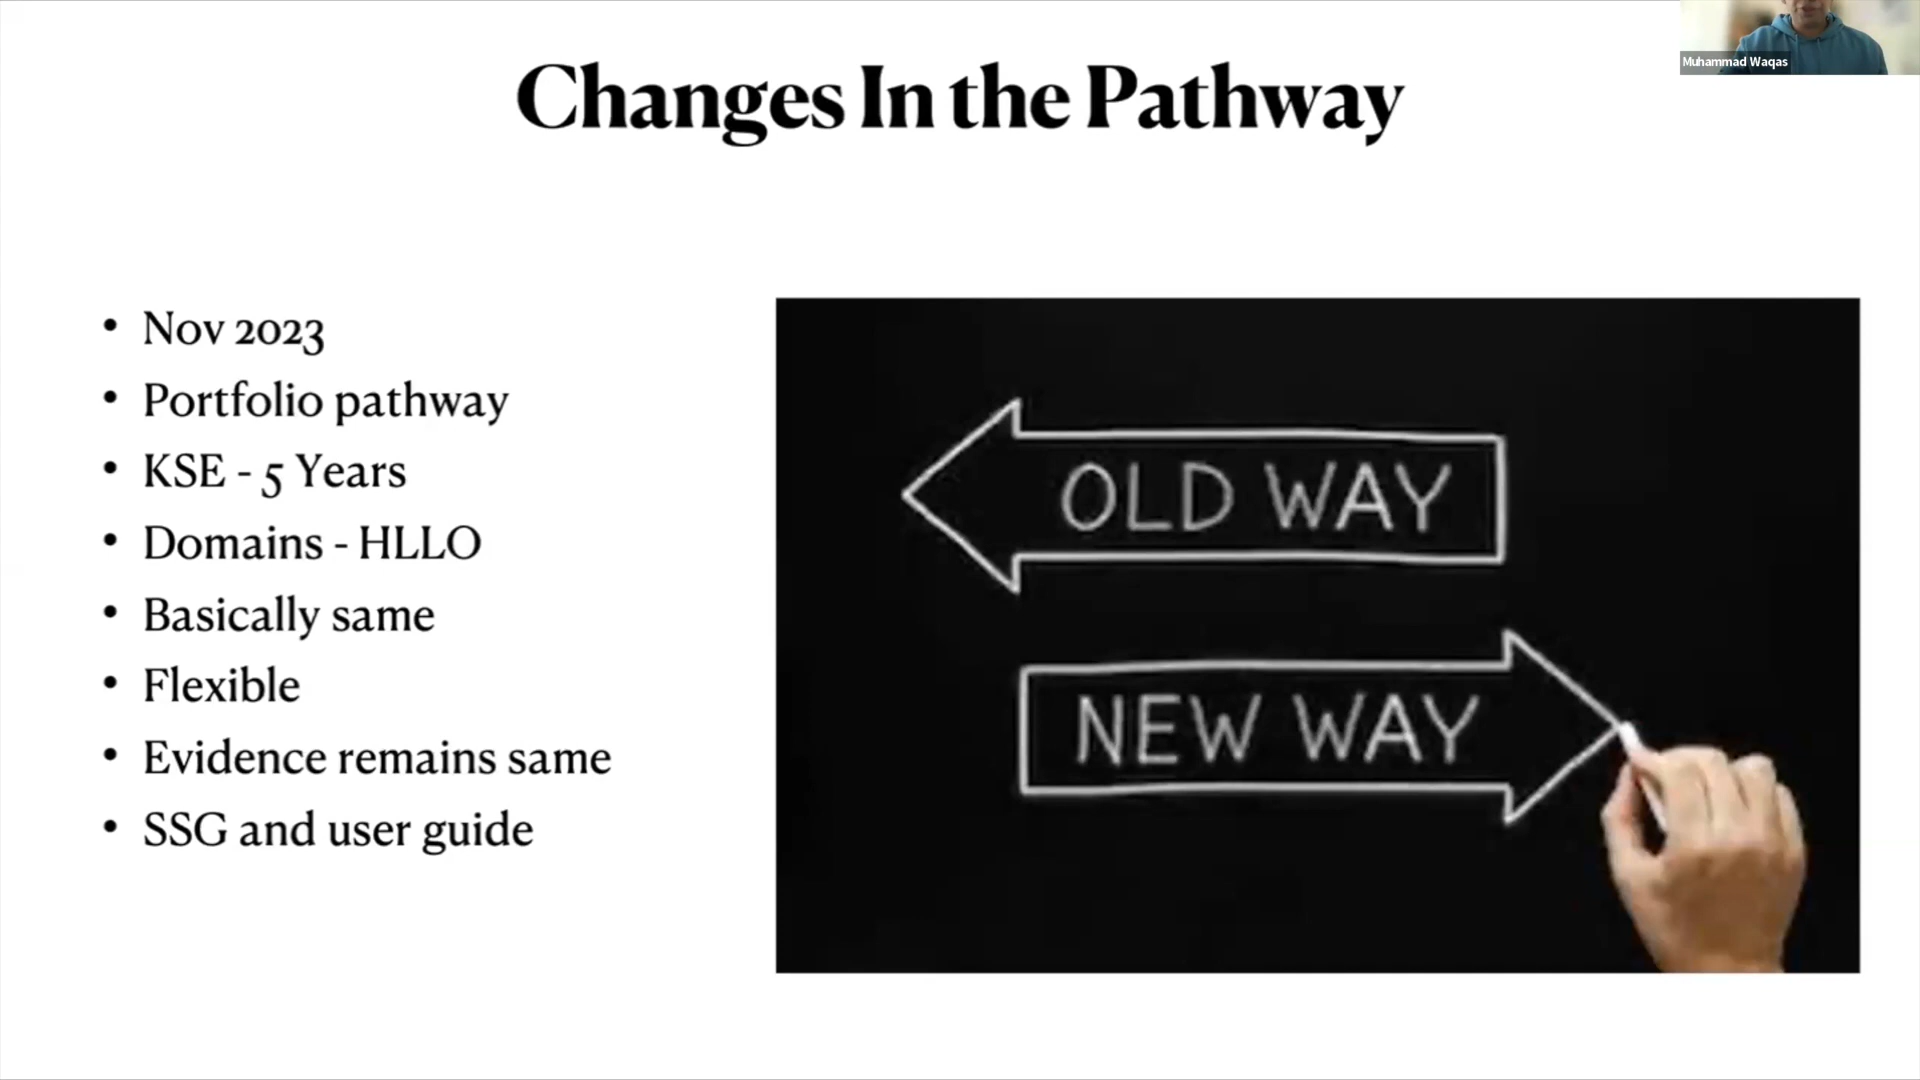 Muhammad Waqas
Changes In the Pathway
• Nov 2023
• Portfolio pathway
• KSE - 5 Years
• Domains - HLLO
• Basically same
• Flexible
• Evidence remains same
• SSG and user guide
OLD WAY
NEW WAY